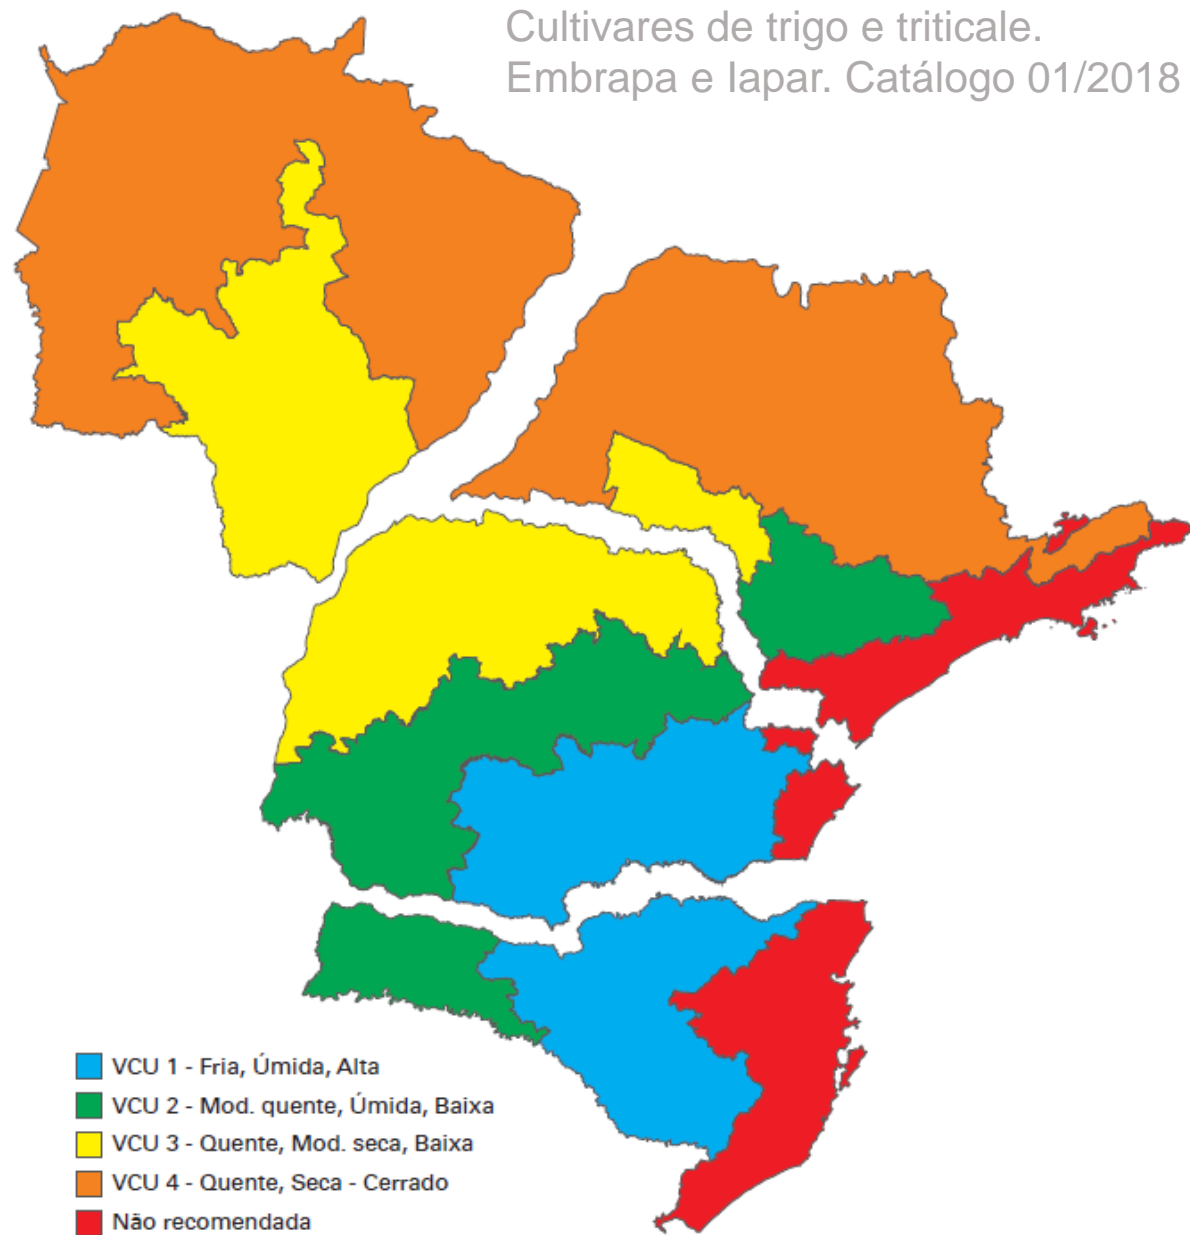 Cultivares de trigo e triticale.
Embrapa e Iapar. Catálogo 01/2018
VCU 1 - Fria, Úmida, Alta
VCU 2 - Mod. quente, Úmida, Baixa
VCU 3 - Quente, Mod. seca, Baixa
VCU 4 - Quente, Seca - Cerrado
Não recomendada